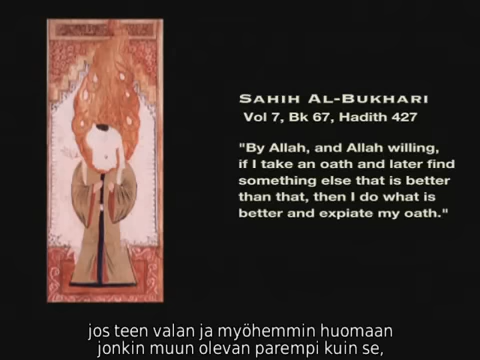 SAHIH AL-BUKHARI
Vol 7, Bk 67, Hadith 427
"By Allah, and Allah willing,
if I take an oath and later find
something else that is better
than that, then I do what is
better and expiate my oath."
jos teen valan ja myöhemmin huomaan
jonkin muun olevan parempi kuin se,